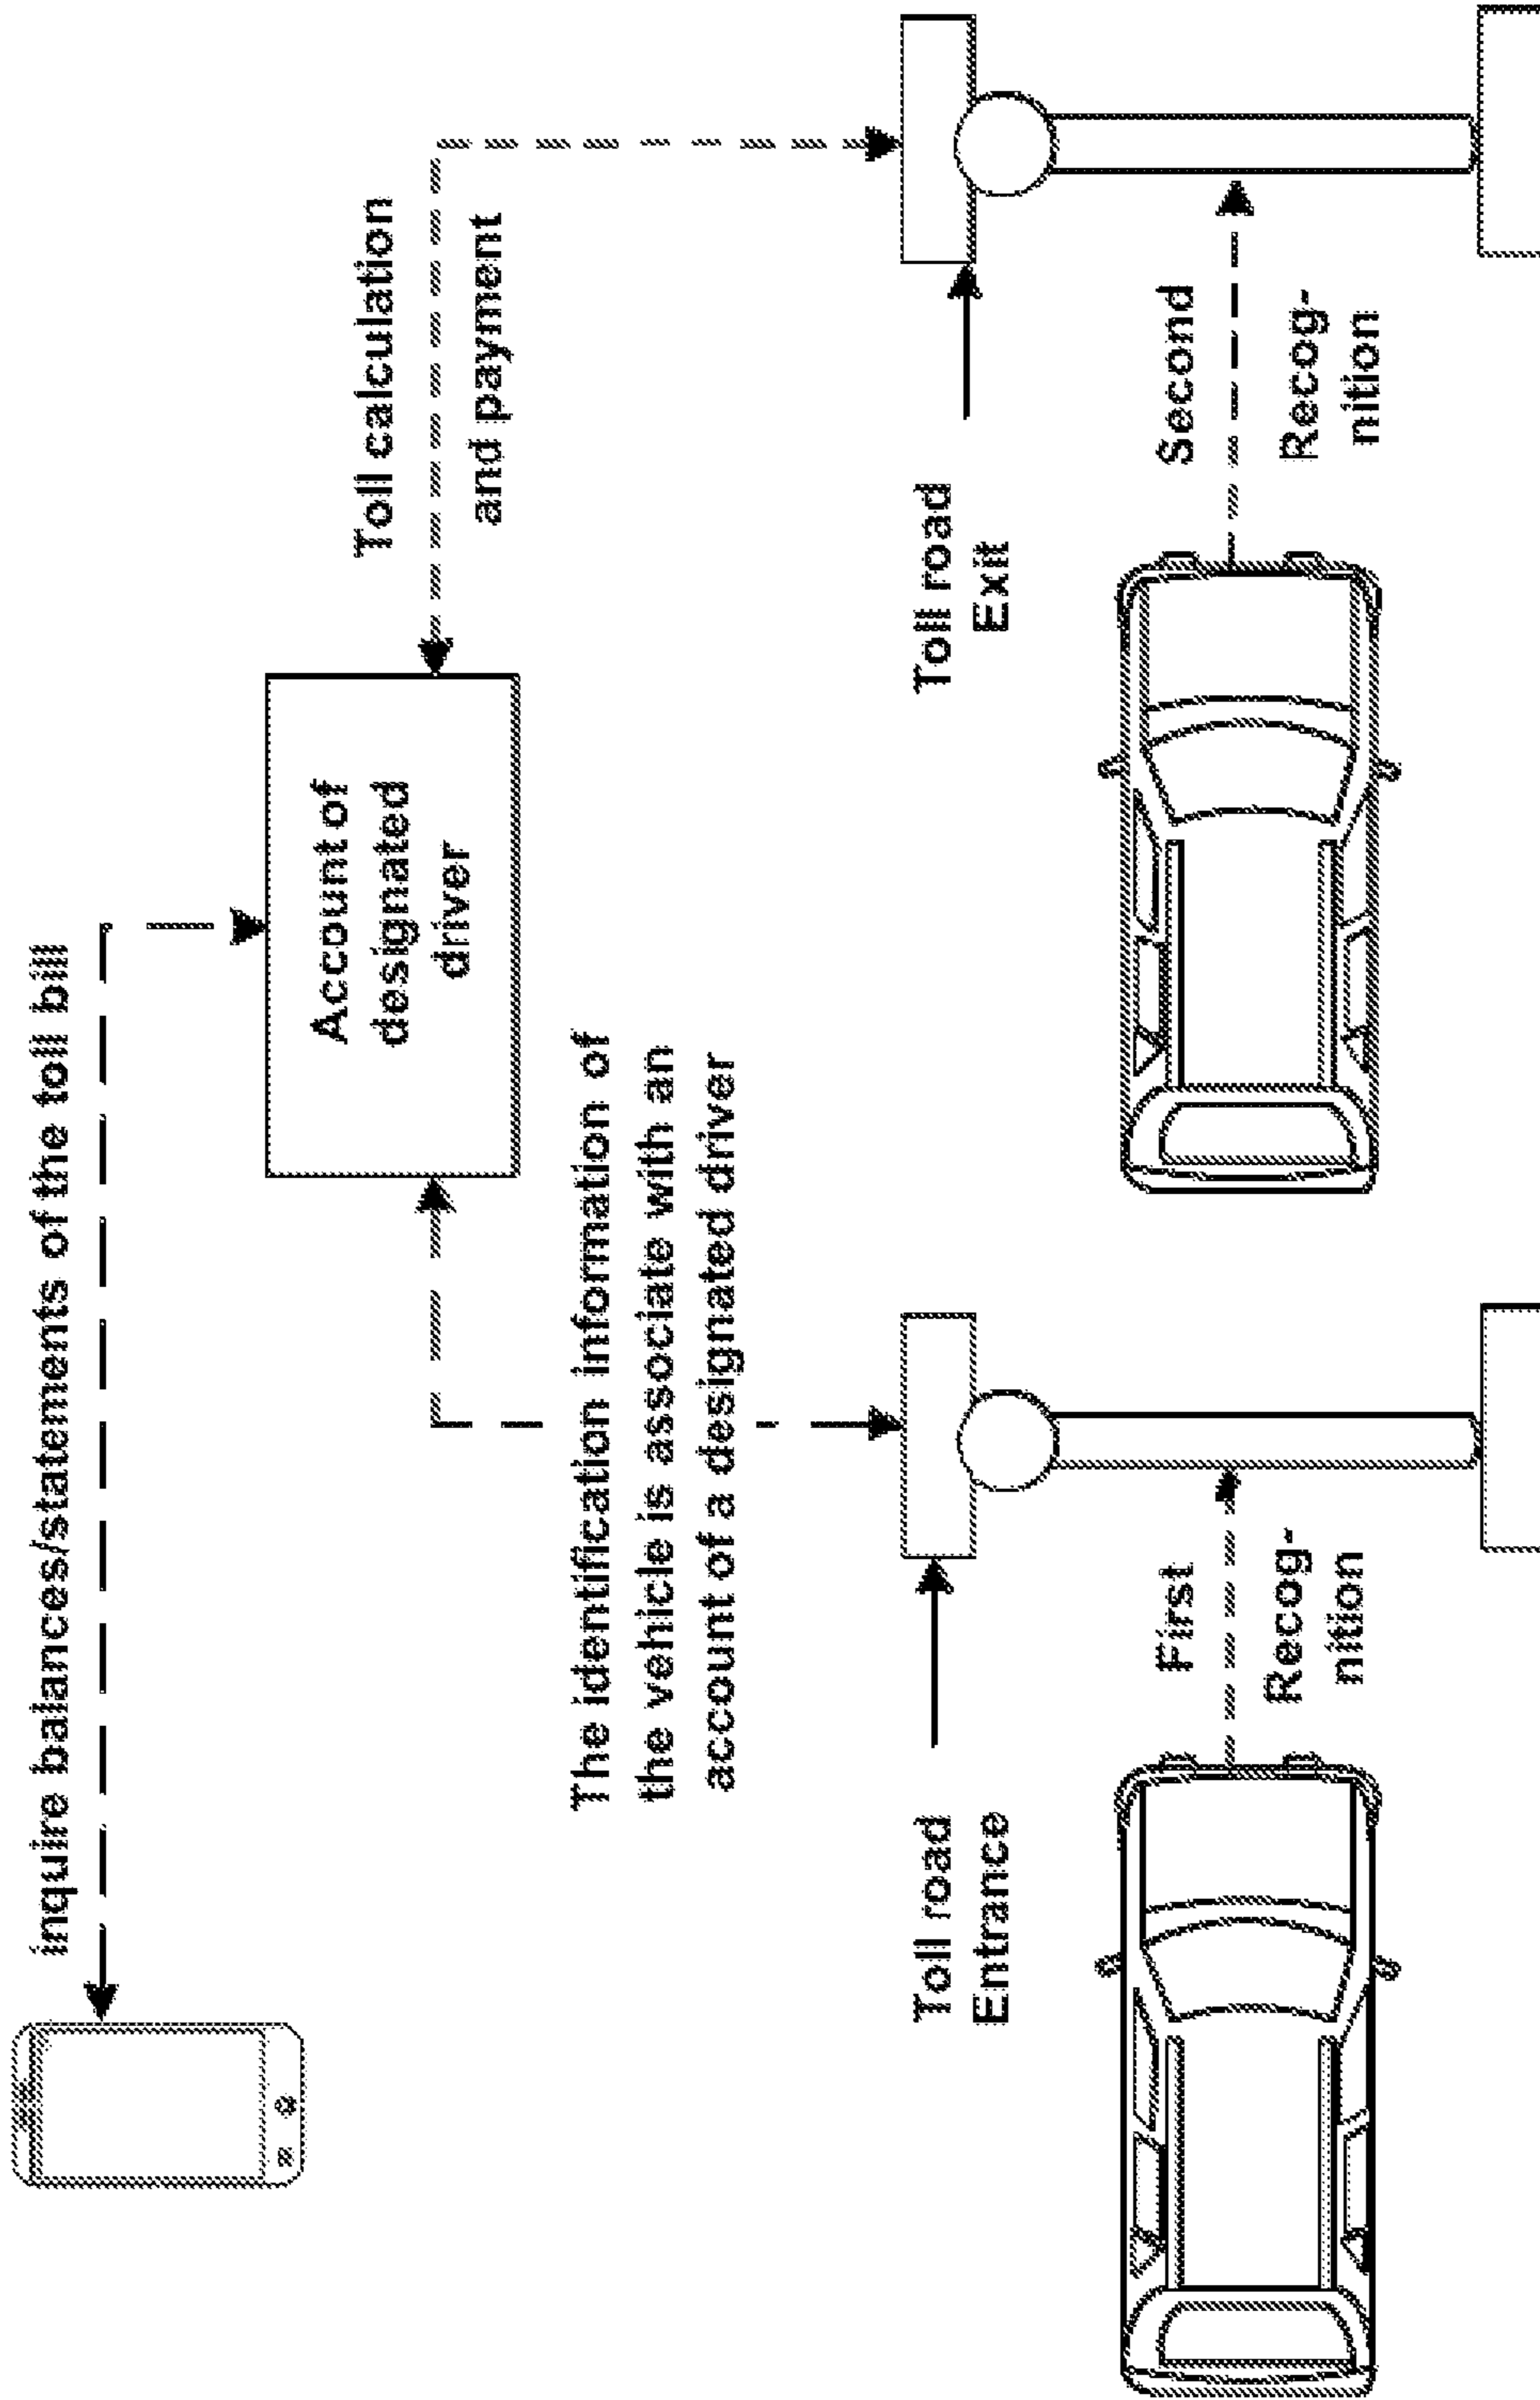 inquire balances/statements of the toll bill
Account of
designated
driver
Toll calculation
and payment
The identification information of
the vehicle is associate with an
account of a designated driver
Toll road
Entrance
First
Recog-
nition
Toll road
Exit
Second
Recog-
nition